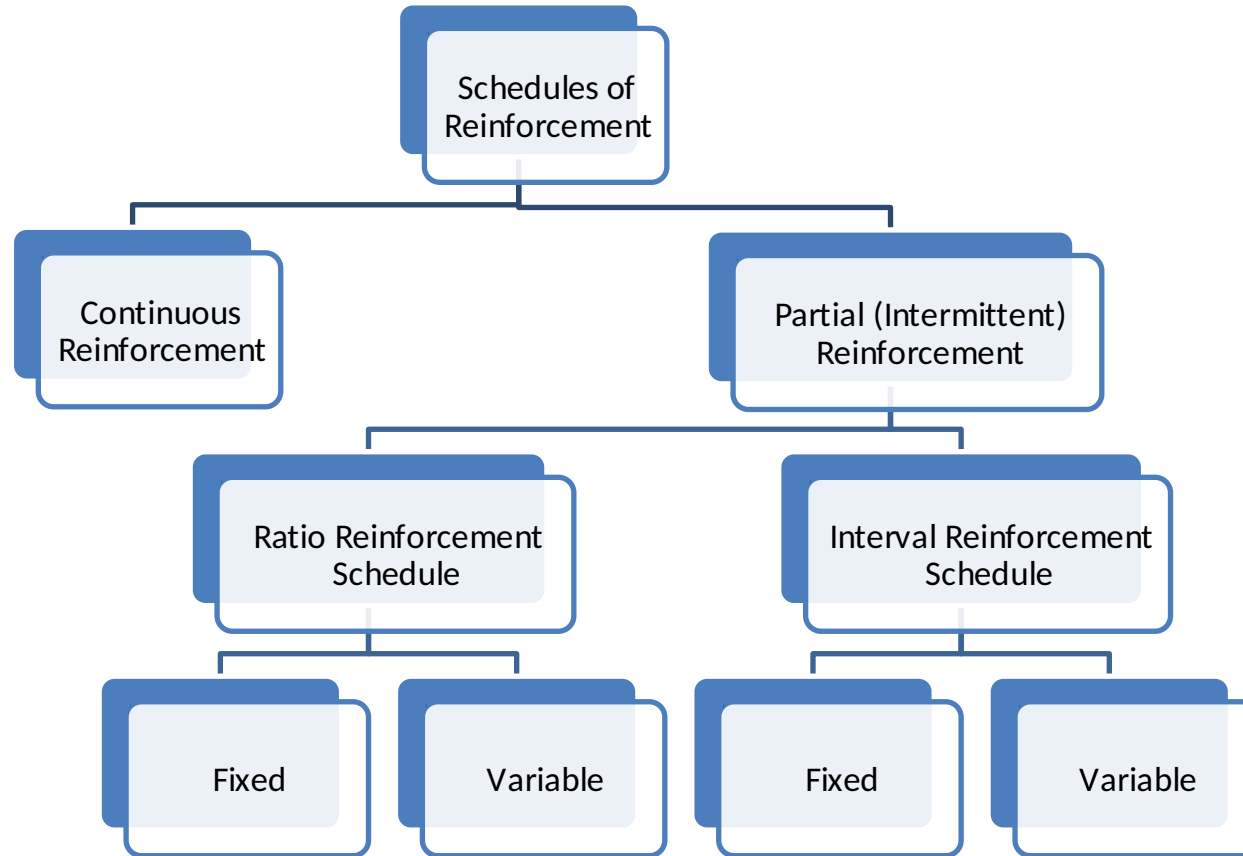 Schedules of
Reinforcement
Continuous
Reinforcement
Partial (Intermittent)
Reinforcement
Ratio Reinforcement
Schedule
Interval Reinforcement
Schedule
Fixed
Variable
Fixed
Variable